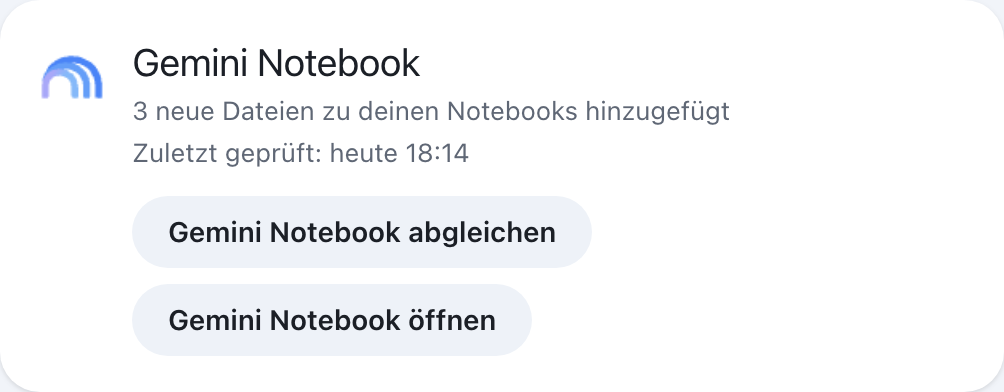 Gemini Notebook
3 neue Dateien zu deinen Notebooks hinzugefügt
Zuletzt geprüft: heute 18:14
Gemini Notebook abgleichen
Gemini Notebook öffnen